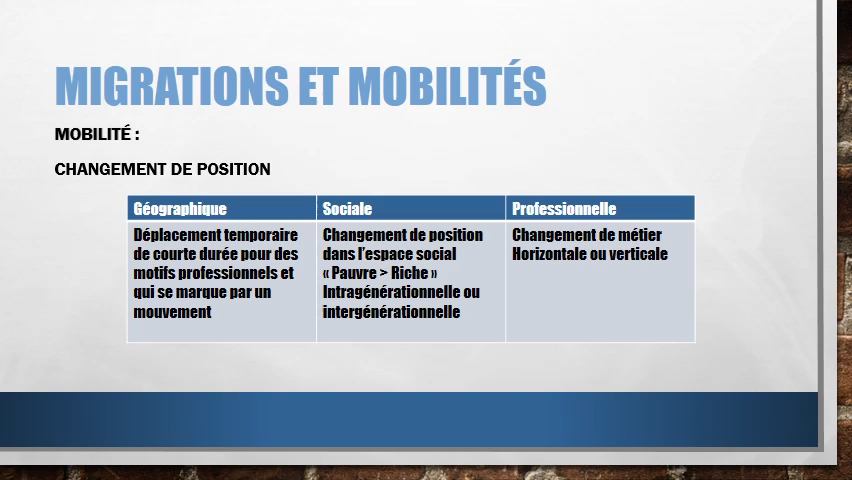 MIGRATIONS ET MOBILITÉS
MOBILITÉ :
CHANGEMENT DE POSITION
Géographique
Déplacement temporaire
de courte durée pour des
motifs professionnels et
qui se marque par un
mouvement
Sociale
Changement de position
dans l'espace social
« Pauvre > Riche »
Intragénérationnelle ou
intergénérationnelle
Professionnelle
Changement de métier
Horizontale ou verticale